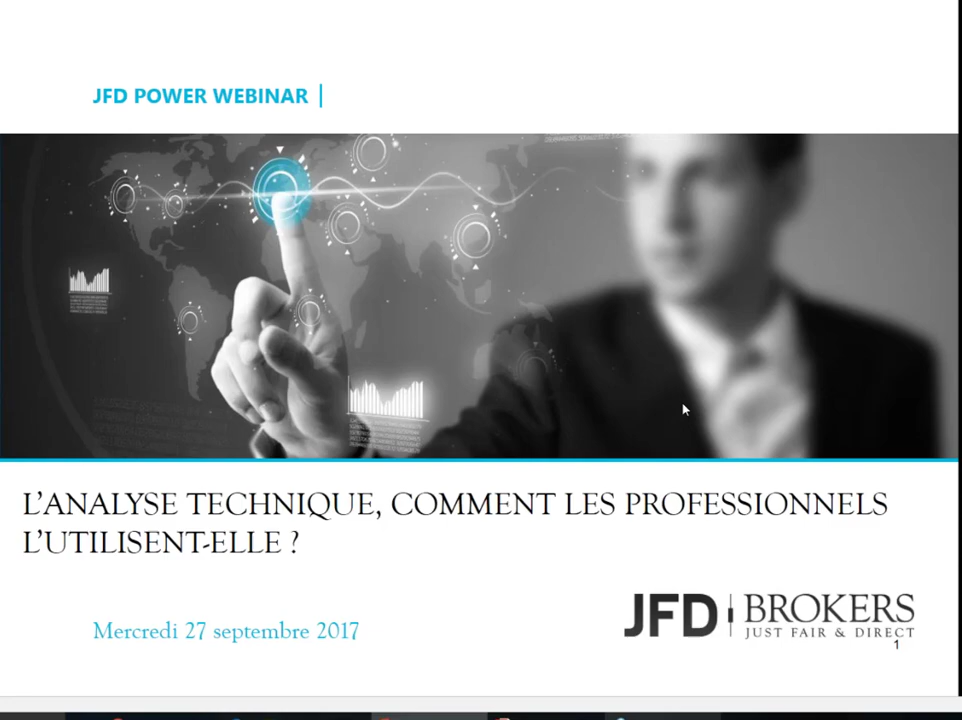 JFD POWER WEBINAR |
L'ANALYSE TECHNIQUE, COMMENT LES PROFESSIONNELS
L'UTILISENT-ELLE ?
Mercredi 27 septembre 2017
JFD BROKERS
JUST FAIR & DIRECT
1